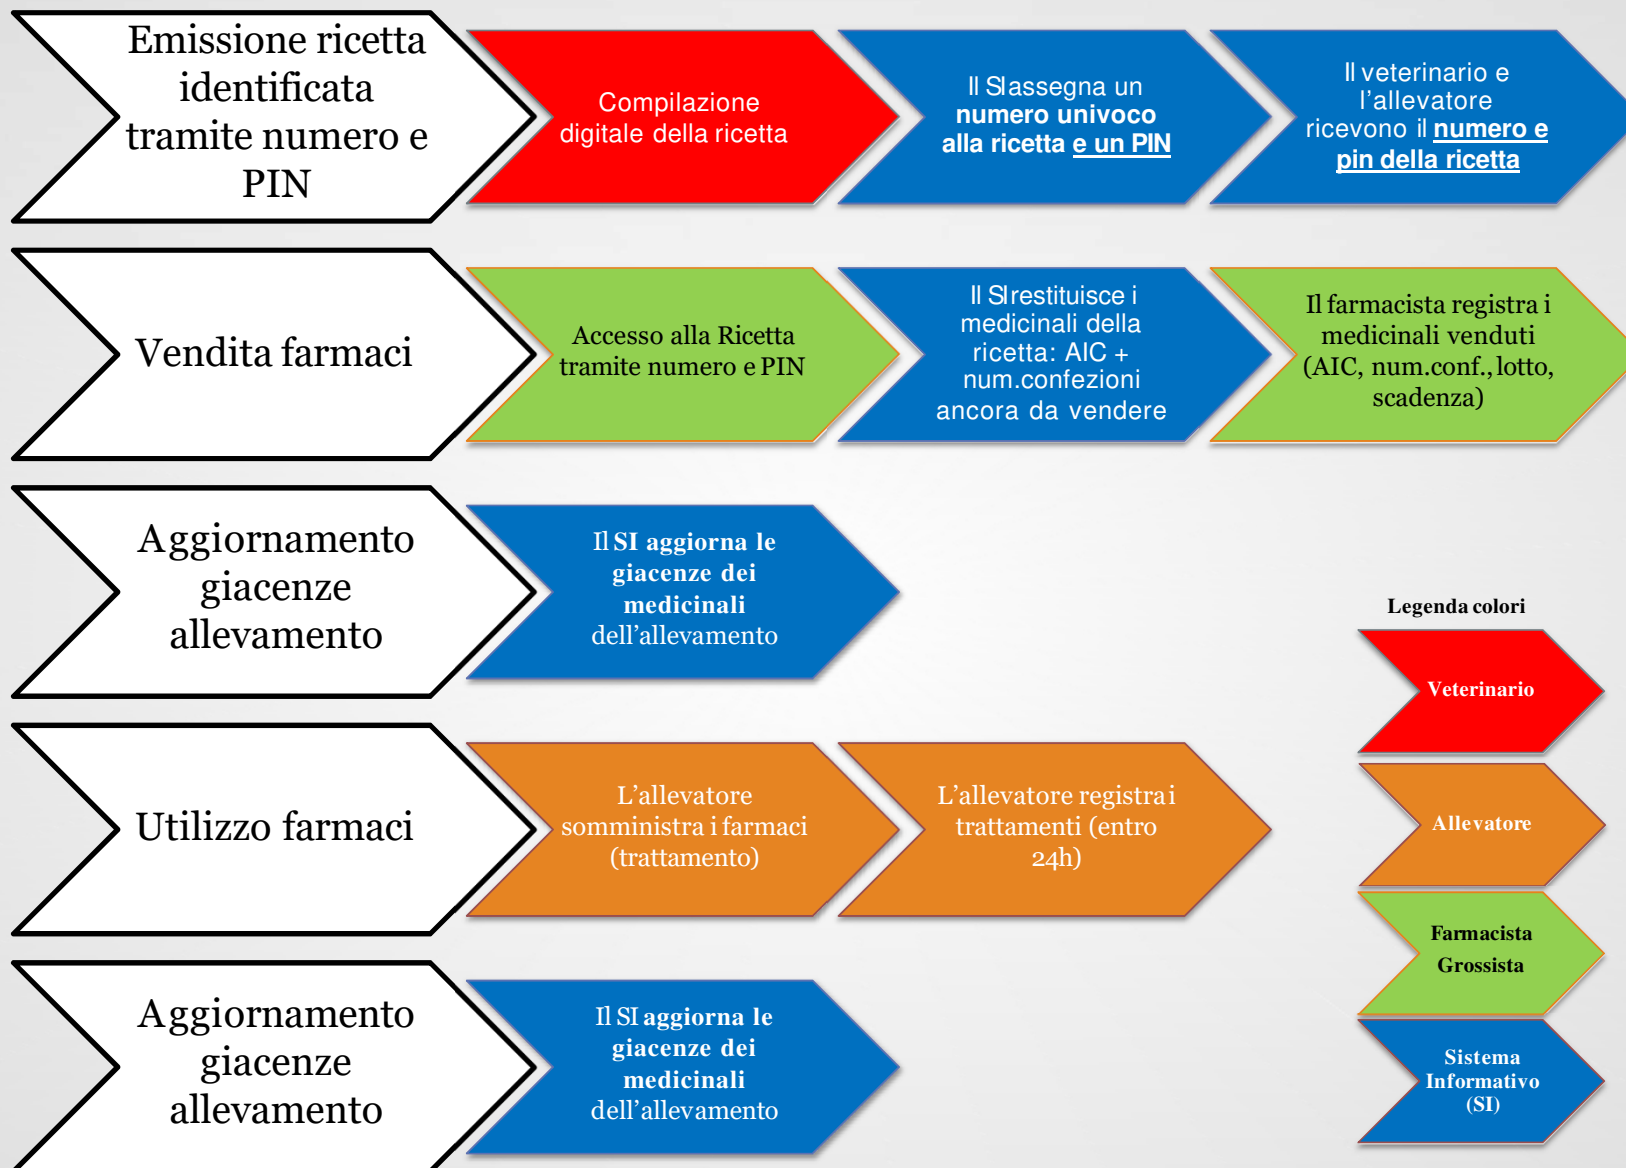 Emissione ricetta
identificata
tramite numero e
PIN
Compilazione
digitale della ricetta
Il SI assegna un
numero univoco
alla ricetta e un PIN
Il veterinario e
l’allevatore
ricevono il numero e
pin della ricetta
Vendita farmaci
Accesso alla Ricetta
tramite numero e PIN
Il SI restituisce i
medicinali della
ricetta: AIC +
num.confezioni
ancora da vendere
Il farmacista registra i
medicinali venduti
(AIC, num.conf., lotto,
scadenza)
Aggiornamento
giacenze
allevamento
Il SI aggiorna le
giacenze dei
medicinali
dell’allevamento
Utilizzo farmaci
L’allevatore
somministra i farmaci
(trattamento)
L’allevatore registra i
trattamenti (entro
24h)
Aggiornamento
giacenze
allevamento
Il SI aggiorna le
giacenze dei
medicinali
dell’allevamento
Legenda colori
Veterinario
Allevatore
Farmacista
Grossista
Sistema
Informativo
(SI)